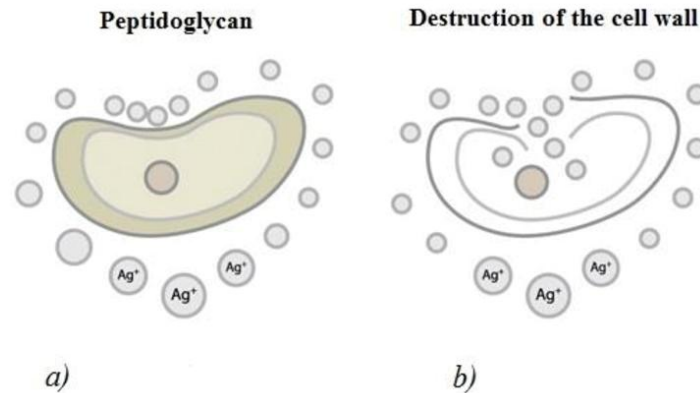 Peptidoglycan
Destruction of the cell wall
Ag⁺
Ag⁺
Ag⁺
Ag⁺
Ag⁺
Ag⁺
a)
b)